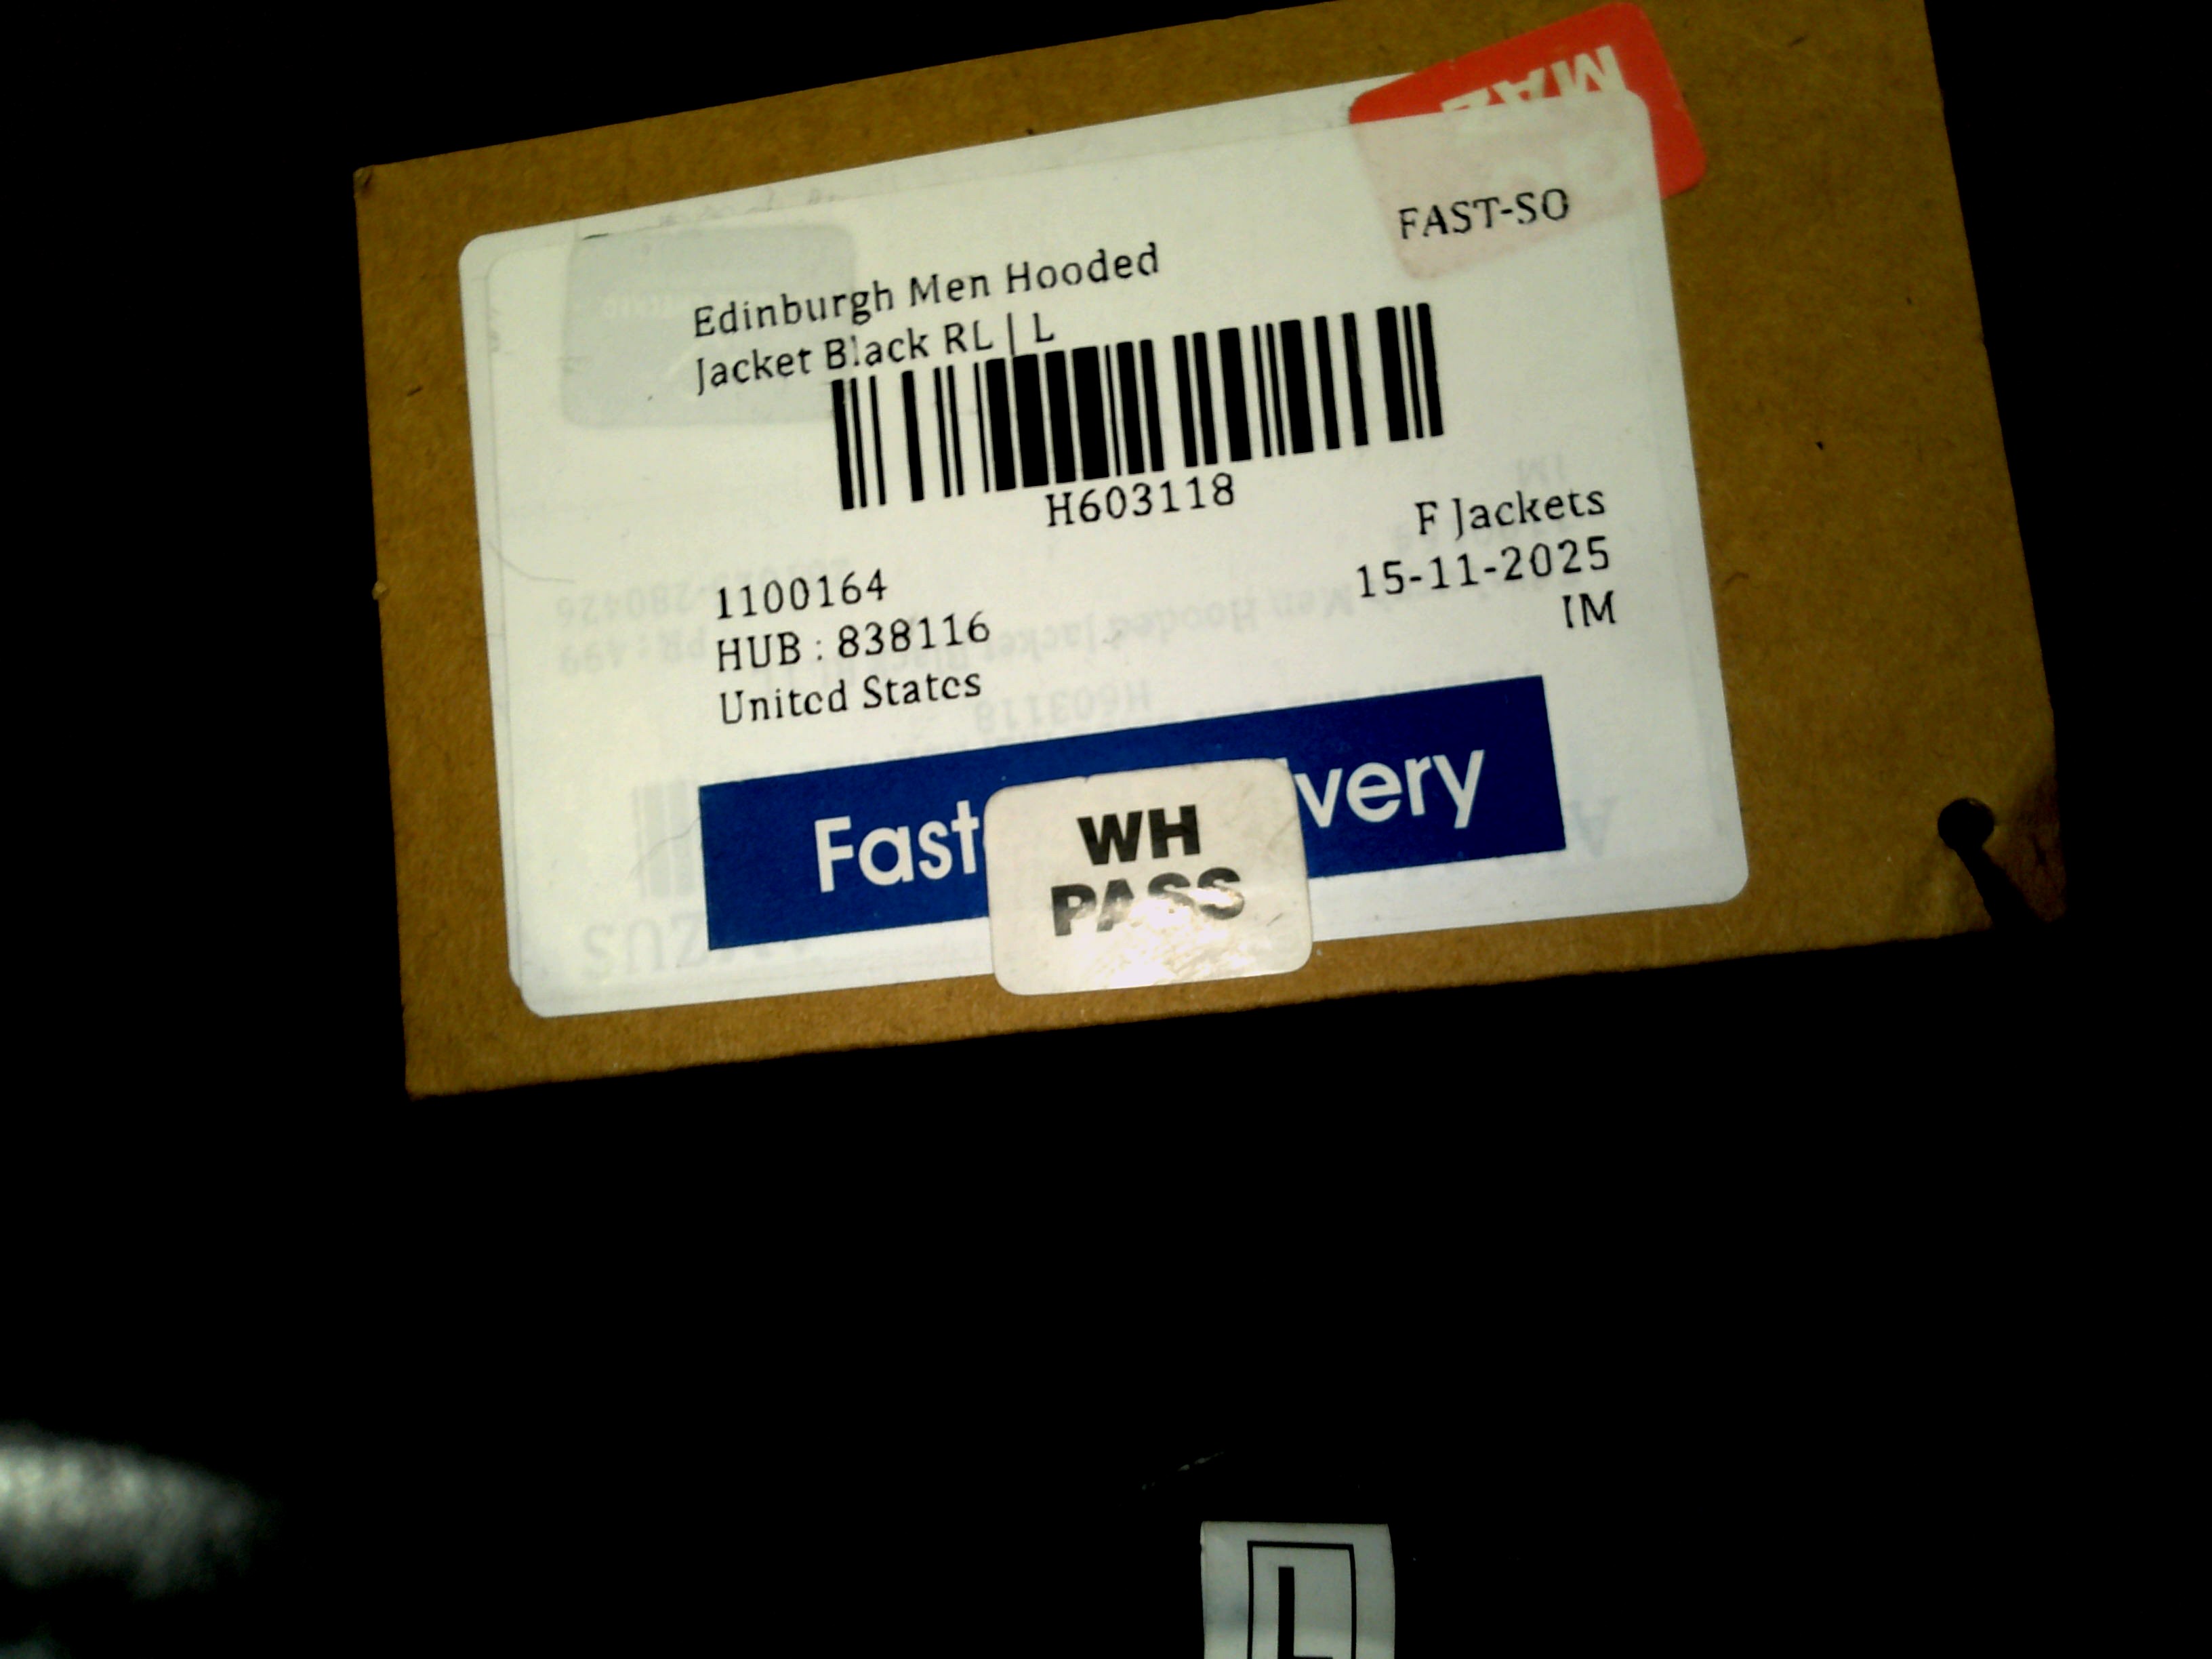 FAST-SO
Edinburgh Men Hooded
Jacket Black RL | L
H603118
F Jackets
1100164
15-11-2025
HUB : 838116
IM
United States
Fast
very
WH
PASS
MAZ
L